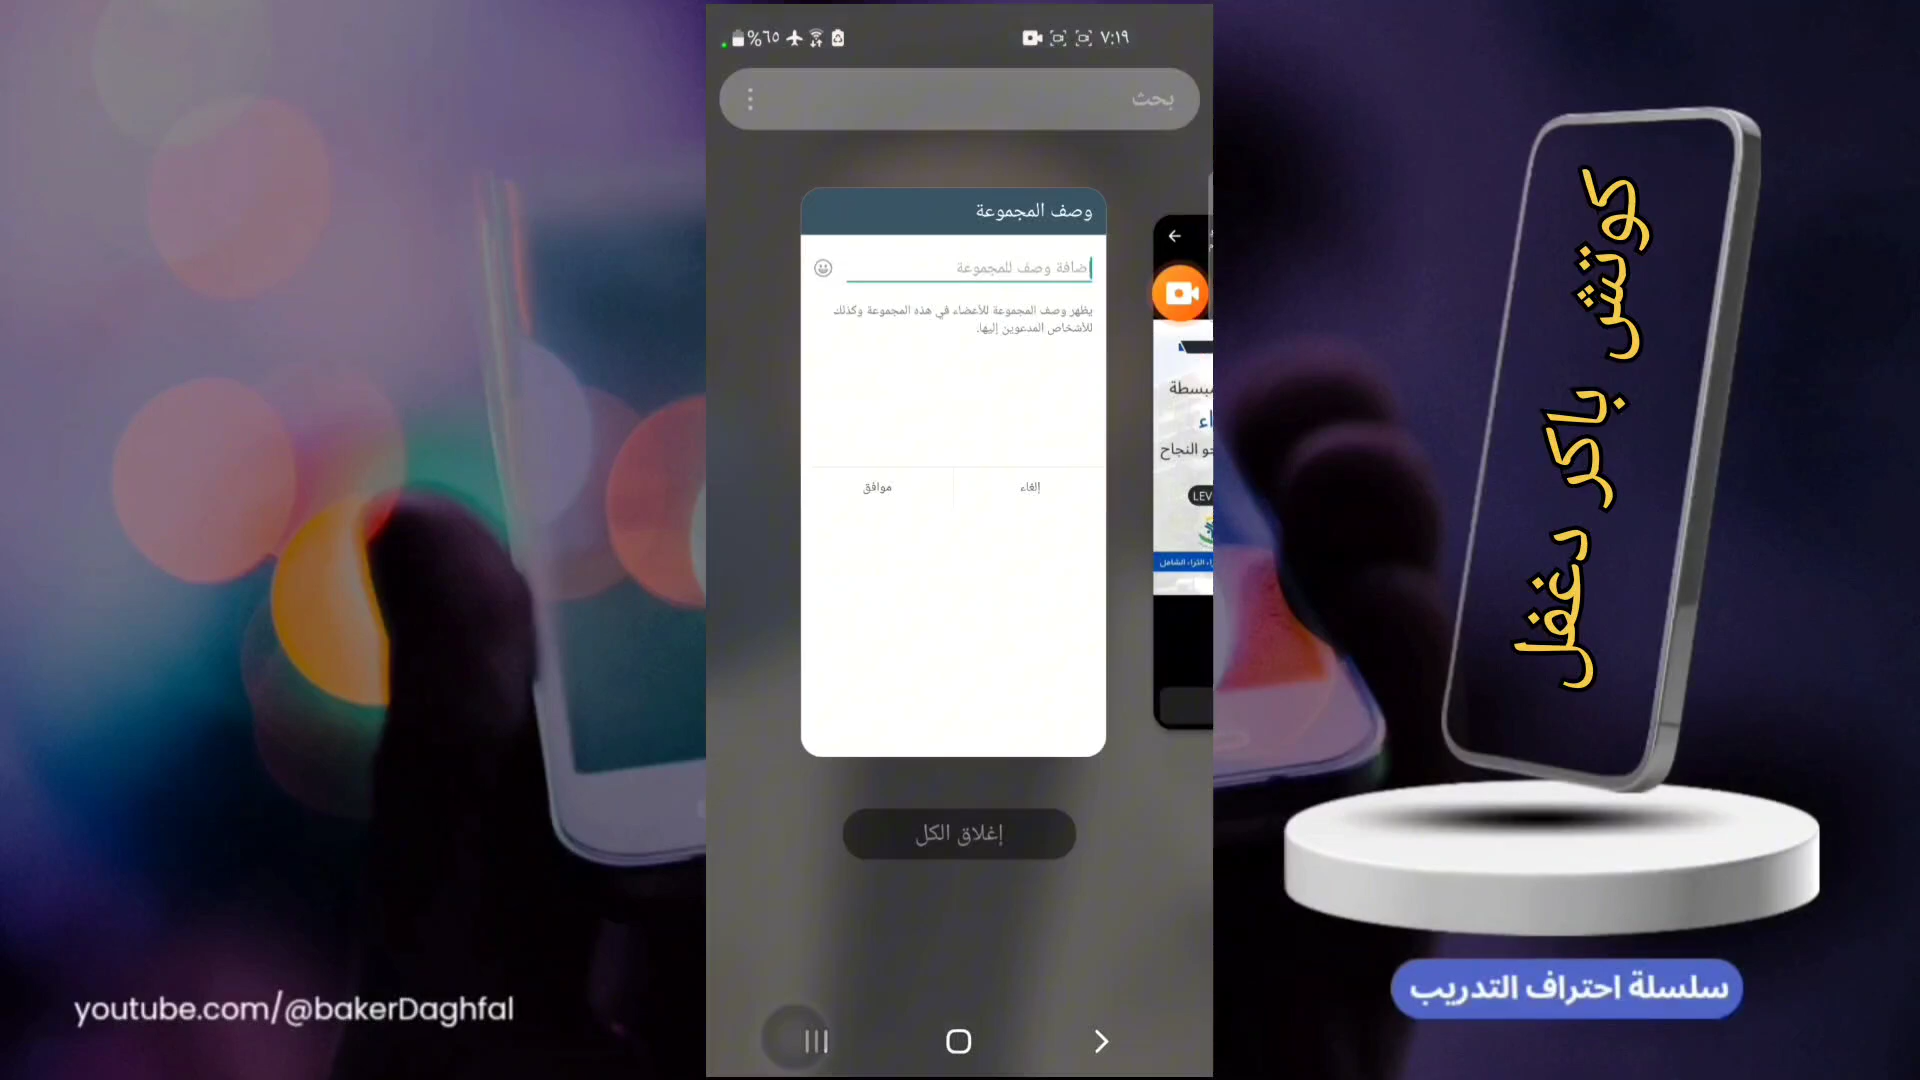 %٦٥
٧:١٩
بحث
وصف المجموعة
إضافة وصف للمجموعة
يظهر وصف المجموعة للأعضاء في هذه المجموعة وكذلك
للأشخاص المدعوين إليها.
إلغاء
موافق
النجاح
LEV
إغلاق الكل
كوتش باكر دغفل
سلسلة احتراف التدريب
youtube.com/@bakerDaghfal